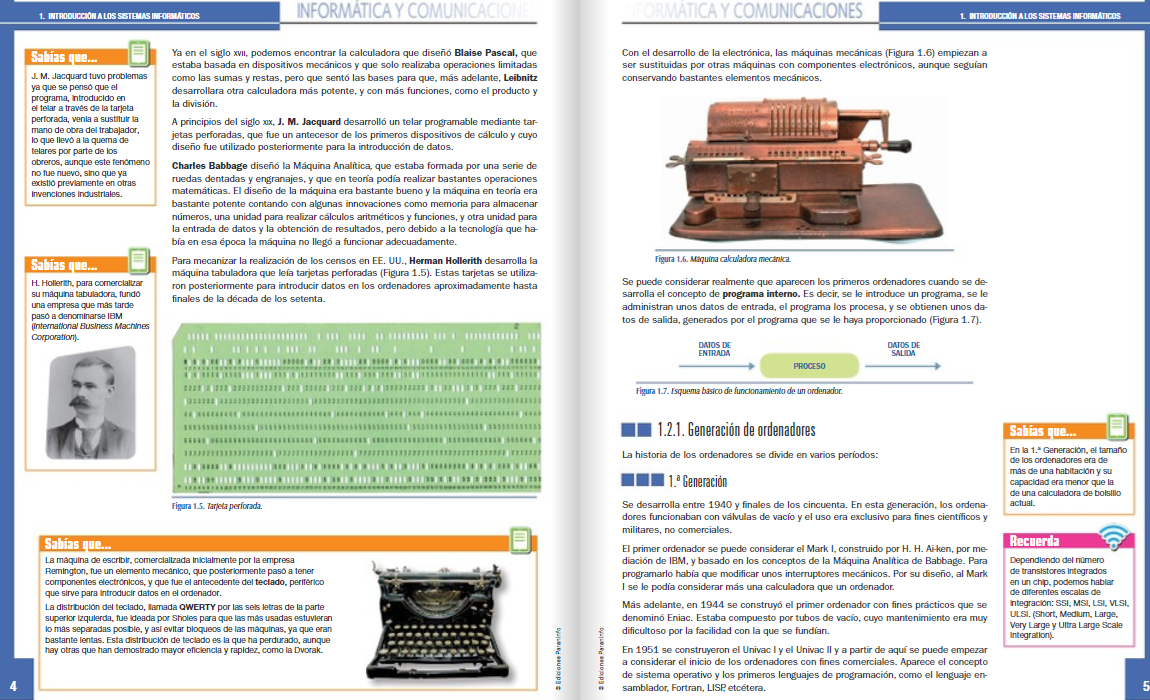 1. INTRODUCCIÓN A LOS SISTEMAS INFORMÁTICOS
INFORMÁTICA Y COMUNICACIONES
Sabías que...
J. M. Jacquard tuvo problemas
ya que se pensó que el
programa, introducido en
el telar a través de la tarjeta
perforada, venía a sustituir la
mano de obra del trabajador,
lo que llevó a la quema de
telares por parte de los
obreros, aunque este fenómeno
no fue nuevo, sino que ya
existió previamente en otras
invenciones industriales.
Sabías que...
H. Hollerith, para comercializar
su máquina tabuladora, fundó
una empresa que más tarde
pasó a denominarse IBM
(International Business Machines
Corporation).
Ya en el siglo XVII, podemos encontrar la calculadora que diseñó Blaise Pascal, que
estaba basada en dispositivos mecánicos y que solo realizaba operaciones limitadas
como las sumas y restas, pero que sentó las bases para que, más adelante, Leibnitz
desarrollara otra calculadora más potente, y con más funciones, como el producto y
la división.
A principios del siglo XIX, J. M. Jacquard desarrolló un telar programable mediante tar-
jetas perforadas, que fue un antecesor de los primeros dispositivos de cálculo y cuyo
diseño fue utilizado posteriormente para la introducción de datos.
Charles Babbage diseñó la Máquina Analítica, que estaba formada por una serie de
ruedas dentadas y engranajes, y que en teoría podía realizar bastantes operaciones
matemáticas. El diseño de la máquina era bastante bueno y la máquina en teoría era
bastante potente contando con algunas innovaciones como memoria para almacenar
números, una unidad para realizar cálculos aritméticos y funciones, y otra unidad para
la entrada de datos y la obtención de resultados, pero debido a la tecnología que ha-
bía en esa época la máquina no llegó a funcionar adecuadamente.
Para mecanizar la realización de los censos en EE. UU., Herman Hollerith desarrolla la
máquina tabuladora que leía tarjetas perforadas (Figura 1.5). Estas tarjetas se utiliza-
ron posteriormente para introducir datos en los ordenadores aproximadamente hasta
finales de la década de los setenta.
Figura 1.5. Tarjeta perforada.
Sabías que...
La máquina de escribir, comercializada inicialmente por la empresa
Remington, fue un elemento mecánico, que posteriormente pasó a tener
componentes electrónicos, y que fue el antecedente del teclado, periférico
que sirve para introducir datos en el ordenador.
La distribución del teclado, llamada QWERTY por las seis letras de la parte
superior izquierda, fue ideada por Sholes para que las más usadas estuvieran
lo más separadas posible, y así evitar bloqueos de las máquinas, ya que eran
bastante lentas. Esta distribución de teclado es la que ha perdurado, aunque
hay otras que han demostrado mayor eficiencia y rapidez, como la Dvorak.
© Ediciones Paraninfo
4
INFORMÁTICA Y COMUNICACIONES
1. INTRODUCCIÓN A LOS SISTEMAS INFORMÁTICOS
Con el desarrollo de la electrónica, las máquinas mecánicas (Figura 1.6) empiezan a
ser sustituidas por otras máquinas con componentes electrónicos, aunque seguían
conservando bastantes elementos mecánicos.
Figura 1.6. Máquina calculadora mecánica.
Se puede considerar realmente que aparecen los primeros ordenadores cuando se de-
sarrolla el concepto de programa interno. Es decir, se le introduce un programa, se le
administran unos datos de entrada, el programa los procesa, y se obtienen unos da-
tos de salida, generados por el programa que se le haya proporcionado (Figura 1.7).
DATOS DE
ENTRADA
PROCESO
DATOS DE
SALIDA
Figura 1.7. Esquema básico de funcionamiento de un ordenador.
1.2.1. Generación de ordenadores
La historia de los ordenadores se divide en varios períodos:
1.ª Generación
Se desarrolla entre 1940 y finales de los cincuenta. En esta generación, los ordena-
dores funcionaban con válvulas de vacío y el uso era exclusivo para fines científicos y
militares, no comerciales.
El primer ordenador se puede considerar el Mark I, construido por H. H. Ai-ken, por me-
diación de IBM, y basado en los conceptos de la Máquina Analítica de Babbage. Para
programarlo había que modificar unos interruptores mecánicos. Por su diseño, al Mark
I se le podía considerar más una calculadora que un ordenador.
Más adelante, en 1944 se construyó el primer ordenador con fines prácticos que se
denominó Eniac. Estaba compuesto por tubos de vacío, cuyo mantenimiento era muy
dificultoso por la facilidad con la que se fundían.
En 1951 se construyeron el Univac I y el Univac II y a partir de aquí se puede empezar
a considerar el inicio de los ordenadores con fines comerciales. Aparece el concepto
de sistema operativo y los primeros lenguajes de programación, como el lenguaje en-
samblador, Fortran, LISP, etcétera.
Sabías que...
En la 1.ª Generación, el tamaño
de los ordenadores era de
más de una habitación y su
capacidad era menor que la
de una calculadora de bolsillo
actual.
Recuerda
Dependiendo del número
de transistores integrados
en un chip, podemos hablar
de diferentes escalas de
integración: SSI, MSI, LSI, VLSI,
ULSI. (Short, Medium, Large,
Very Large y Ultra Large Scale
Integration).
© Ediciones Paraninfo
5